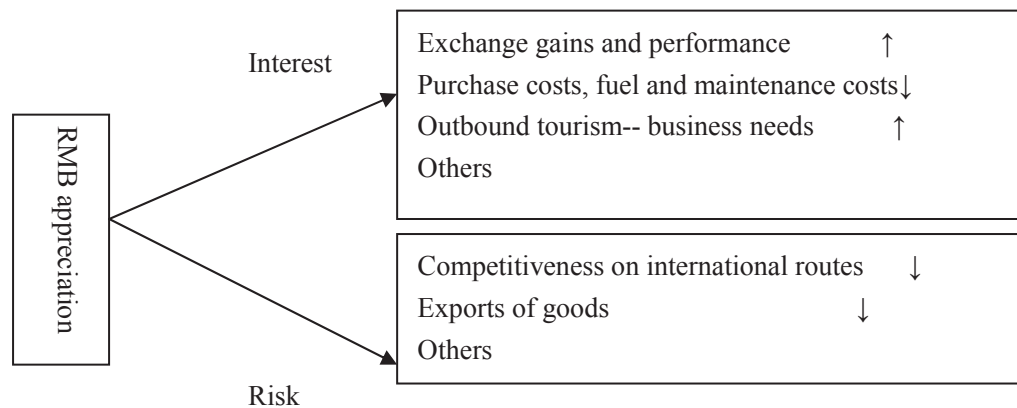 RMB appreciation
Interest
Exchange gains and performance ↑
Purchase costs, fuel and maintenance costs↓
Outbound tourism-- business needs ↑
Others
Competitiveness on international routes ↓
Exports of goods ↓
Others
Risk